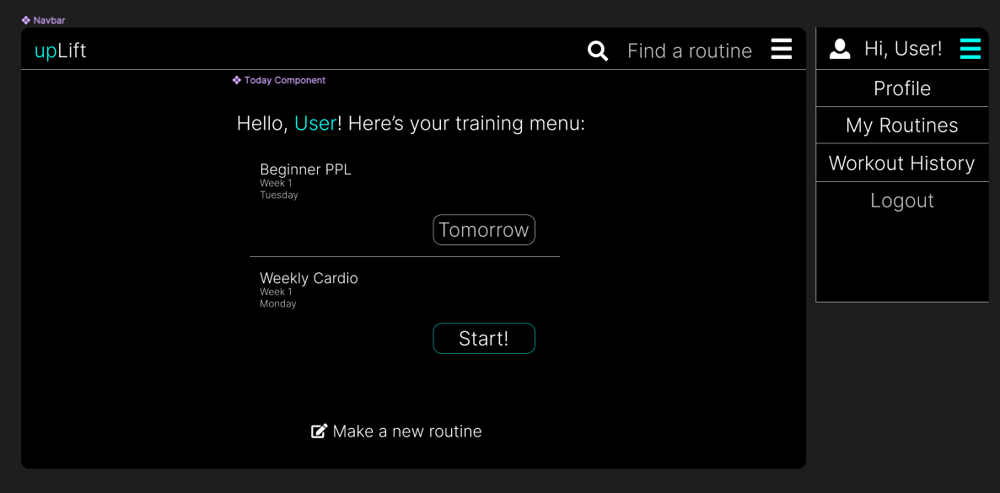 Navbar
upLift
Find a routine
Today Component
Hello, User! Here’s your training menu:
Beginner PPL
Week 1
Tuesday
Tomorrow
Weekly Cardio
Week 1
Monday
Start!
Make a new routine
Hi, User!
Profile
My Routines
Workout History
Logout